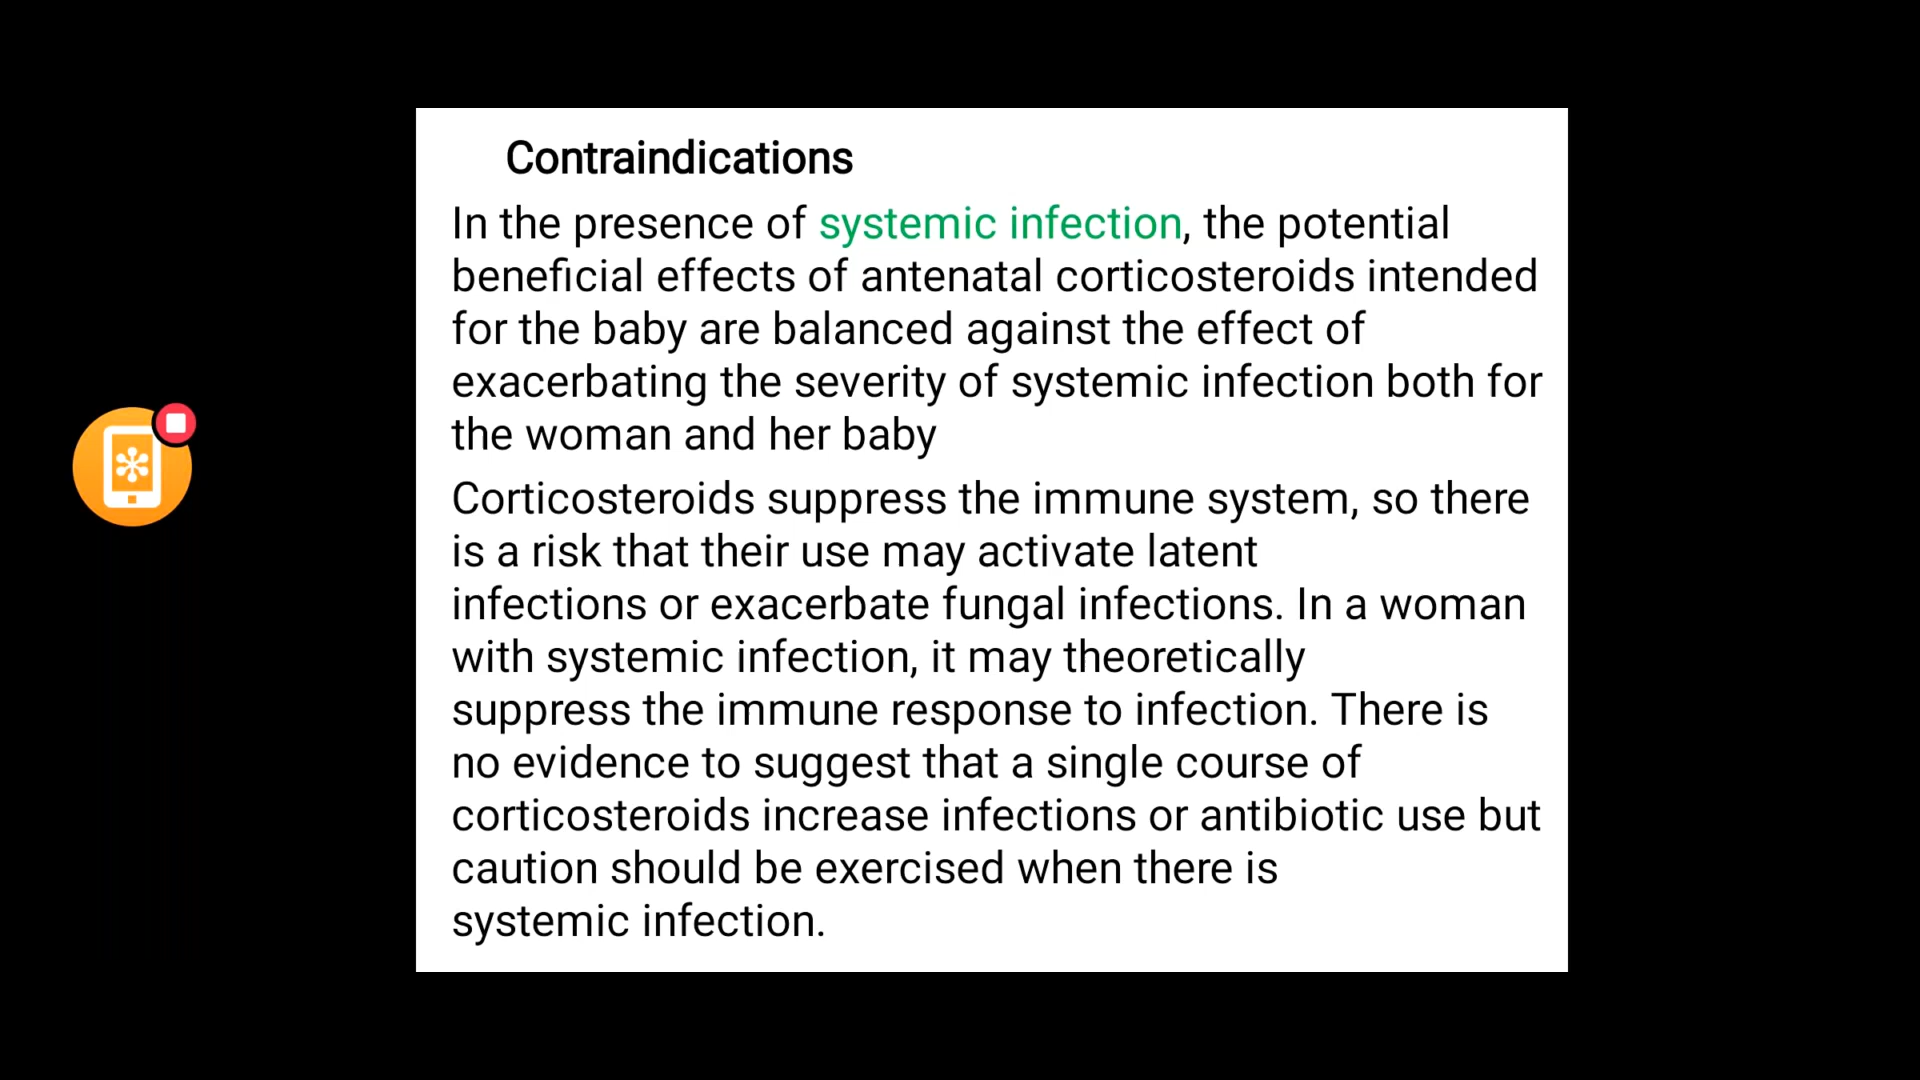 Contraindications
In the presence of systemic infection, the potential
beneficial effects of antenatal corticosteroids intended
for the baby are balanced against the effect of
exacerbating the severity of systemic infection both for
the woman and her baby
Corticosteroids suppress the immune system, so there
is a risk that their use may activate latent
infections or exacerbate fungal infections. In a woman
with systemic infection, it may theoretically
suppress the immune response to infection. There is
no evidence to suggest that a single course of
corticosteroids increase infections or antibiotic use but
caution should be exercised when there is
systemic infection.